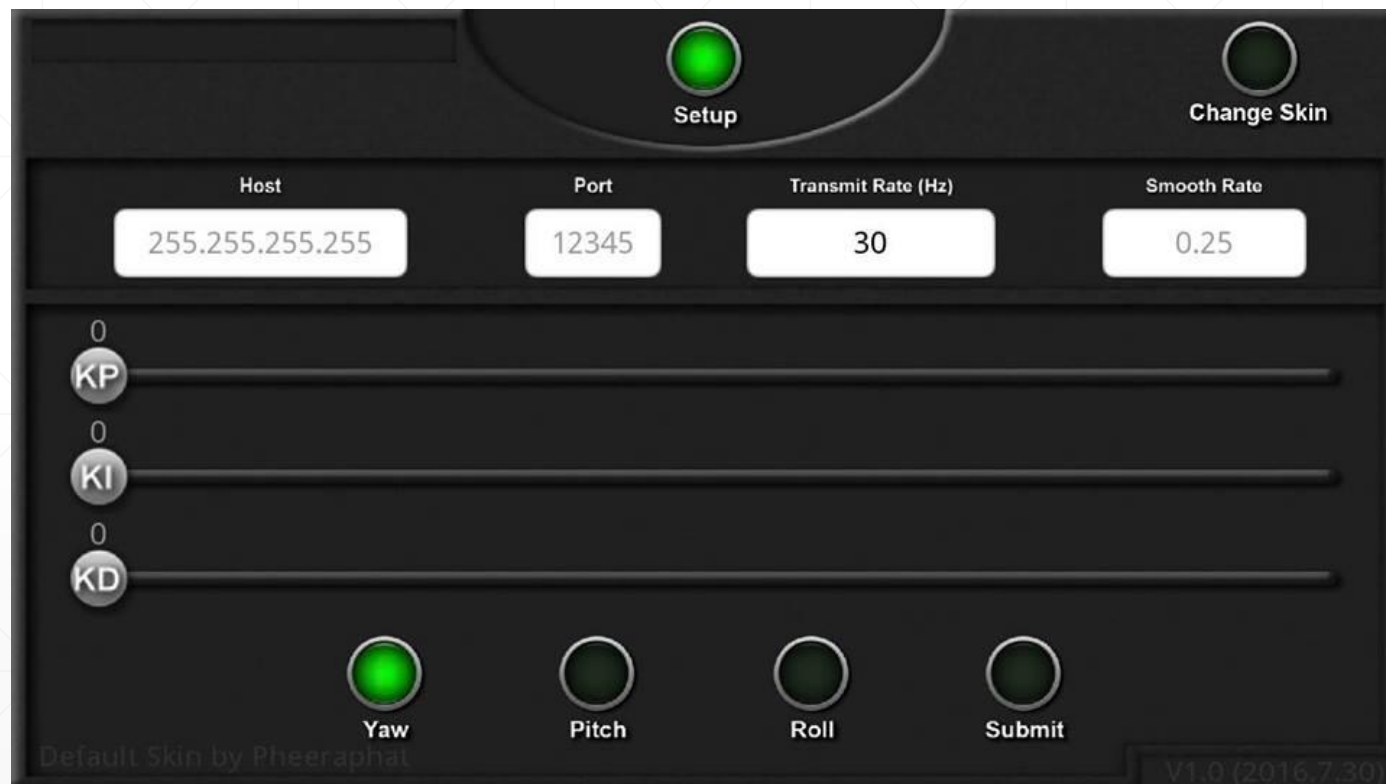 Setup
Change Skin
Host Port Transmit Rate (Hz) Smooth Rate
255.255.255.255 12345 30 0.25
0
KP
0
KI
0
KD
Yaw Pitch Roll Submit
Default Skin by Pheeraphat
V1.0 (2016.7.30)